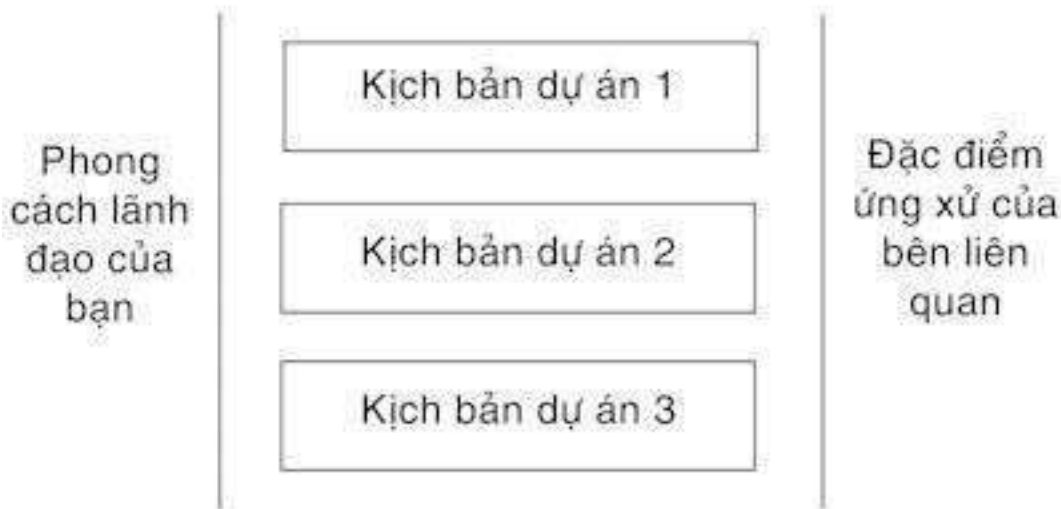 Phong
cách lãnh
đạo của
bạn
Kịch bản dự án 1
Kịch bản dự án 2
Kịch bản dự án 3
Đặc điểm
ứng xử của
bên liên
quan